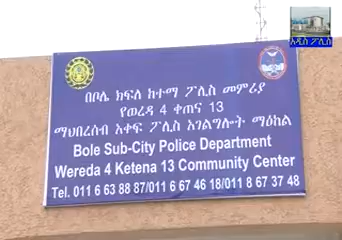 አዲስ ፖሊስ
በቦሌ ክፍለ ከተማ ፖሊስ መምሪያ
የወረዳ 4 ቀጠና 13
ማህበረሰብ አቀፍ ፖሊስ አገልግሎት ማዕከል
Bole Sub-City Police Department
Wereda 4 Ketena 13 Community Center
Tel. 011 6 63 88 87/011 6 67 46 18/011 8 67 37 48